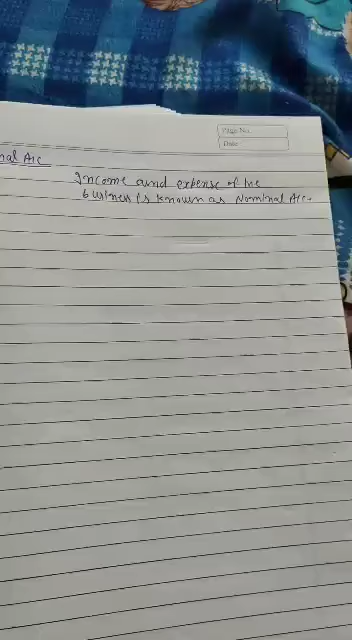 Page No.
Date
nal A/c
Income and expense of the
business is known as Nominal A/c.